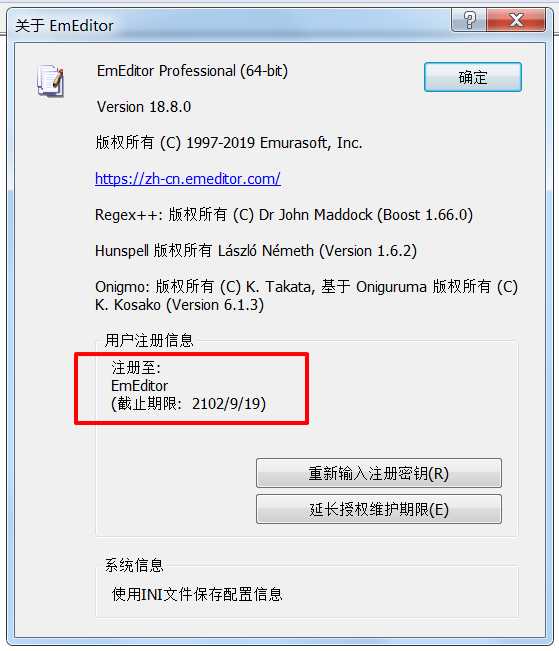 关于 EmEditor
EmEditor Professional (64-bit)
确定
Version 18.8.0
版权所有 (C) 1997-2019 Emurasoft, Inc.
https://zh-cn.emeditor.com/
Regex++: 版权所有 (C) Dr John Maddock (Boost 1.66.0)
Hunspell 版权所有 László Németh (Version 1.6.2)
Onigmo: 版权所有 (C) K. Takata, 基于 Oniguruma 版权所有 (C)
K. Kosako (Version 6.1.3)
用户注册信息
注册至:
EmEditor
(截止期限: 2102/9/19)
重新输入注册密钥(R)
延长授权维护期限(E)
系统信息
使用INI文件保存配置信息